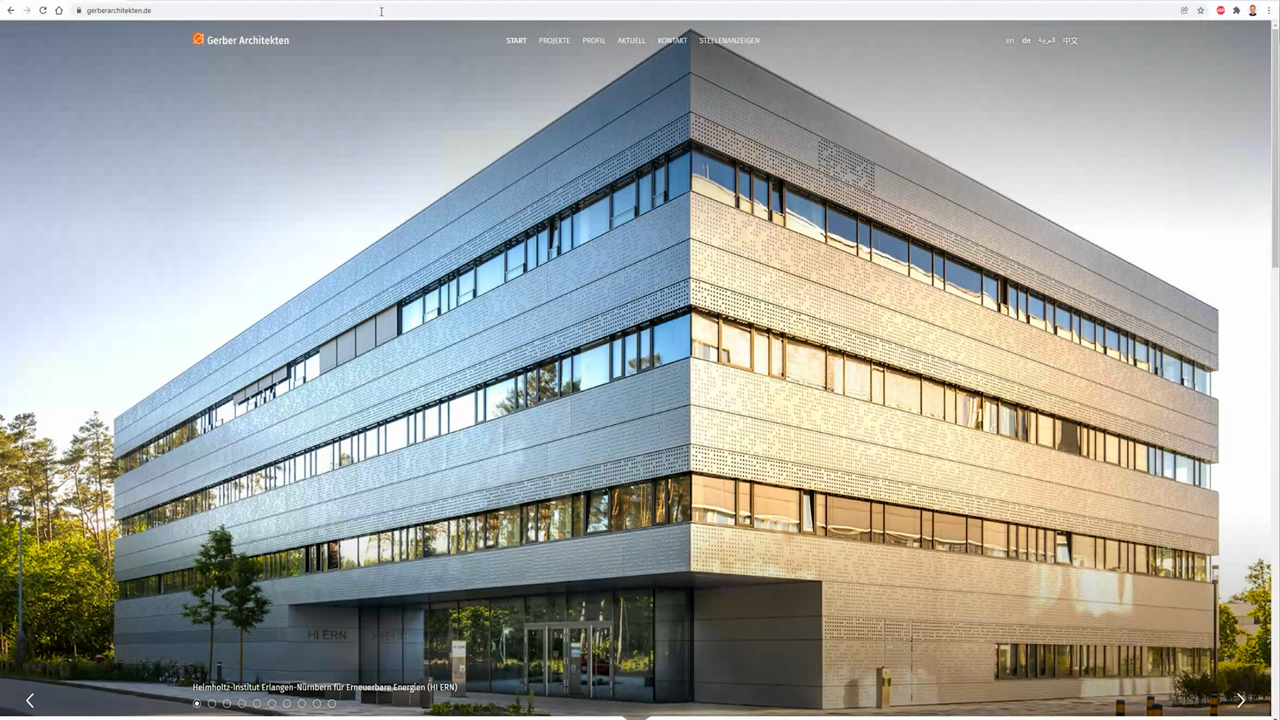 gerberarchitekten.de
Gerber Architekten
START PROJEKTE PROFIL AKTUELL KONTAKT STELLENANZEIGEN
en de العربية 中文
HI ERN
Helmholtz-Institut Erlangen-Nürnbern für Erneuerbare Energien (HI ERN)